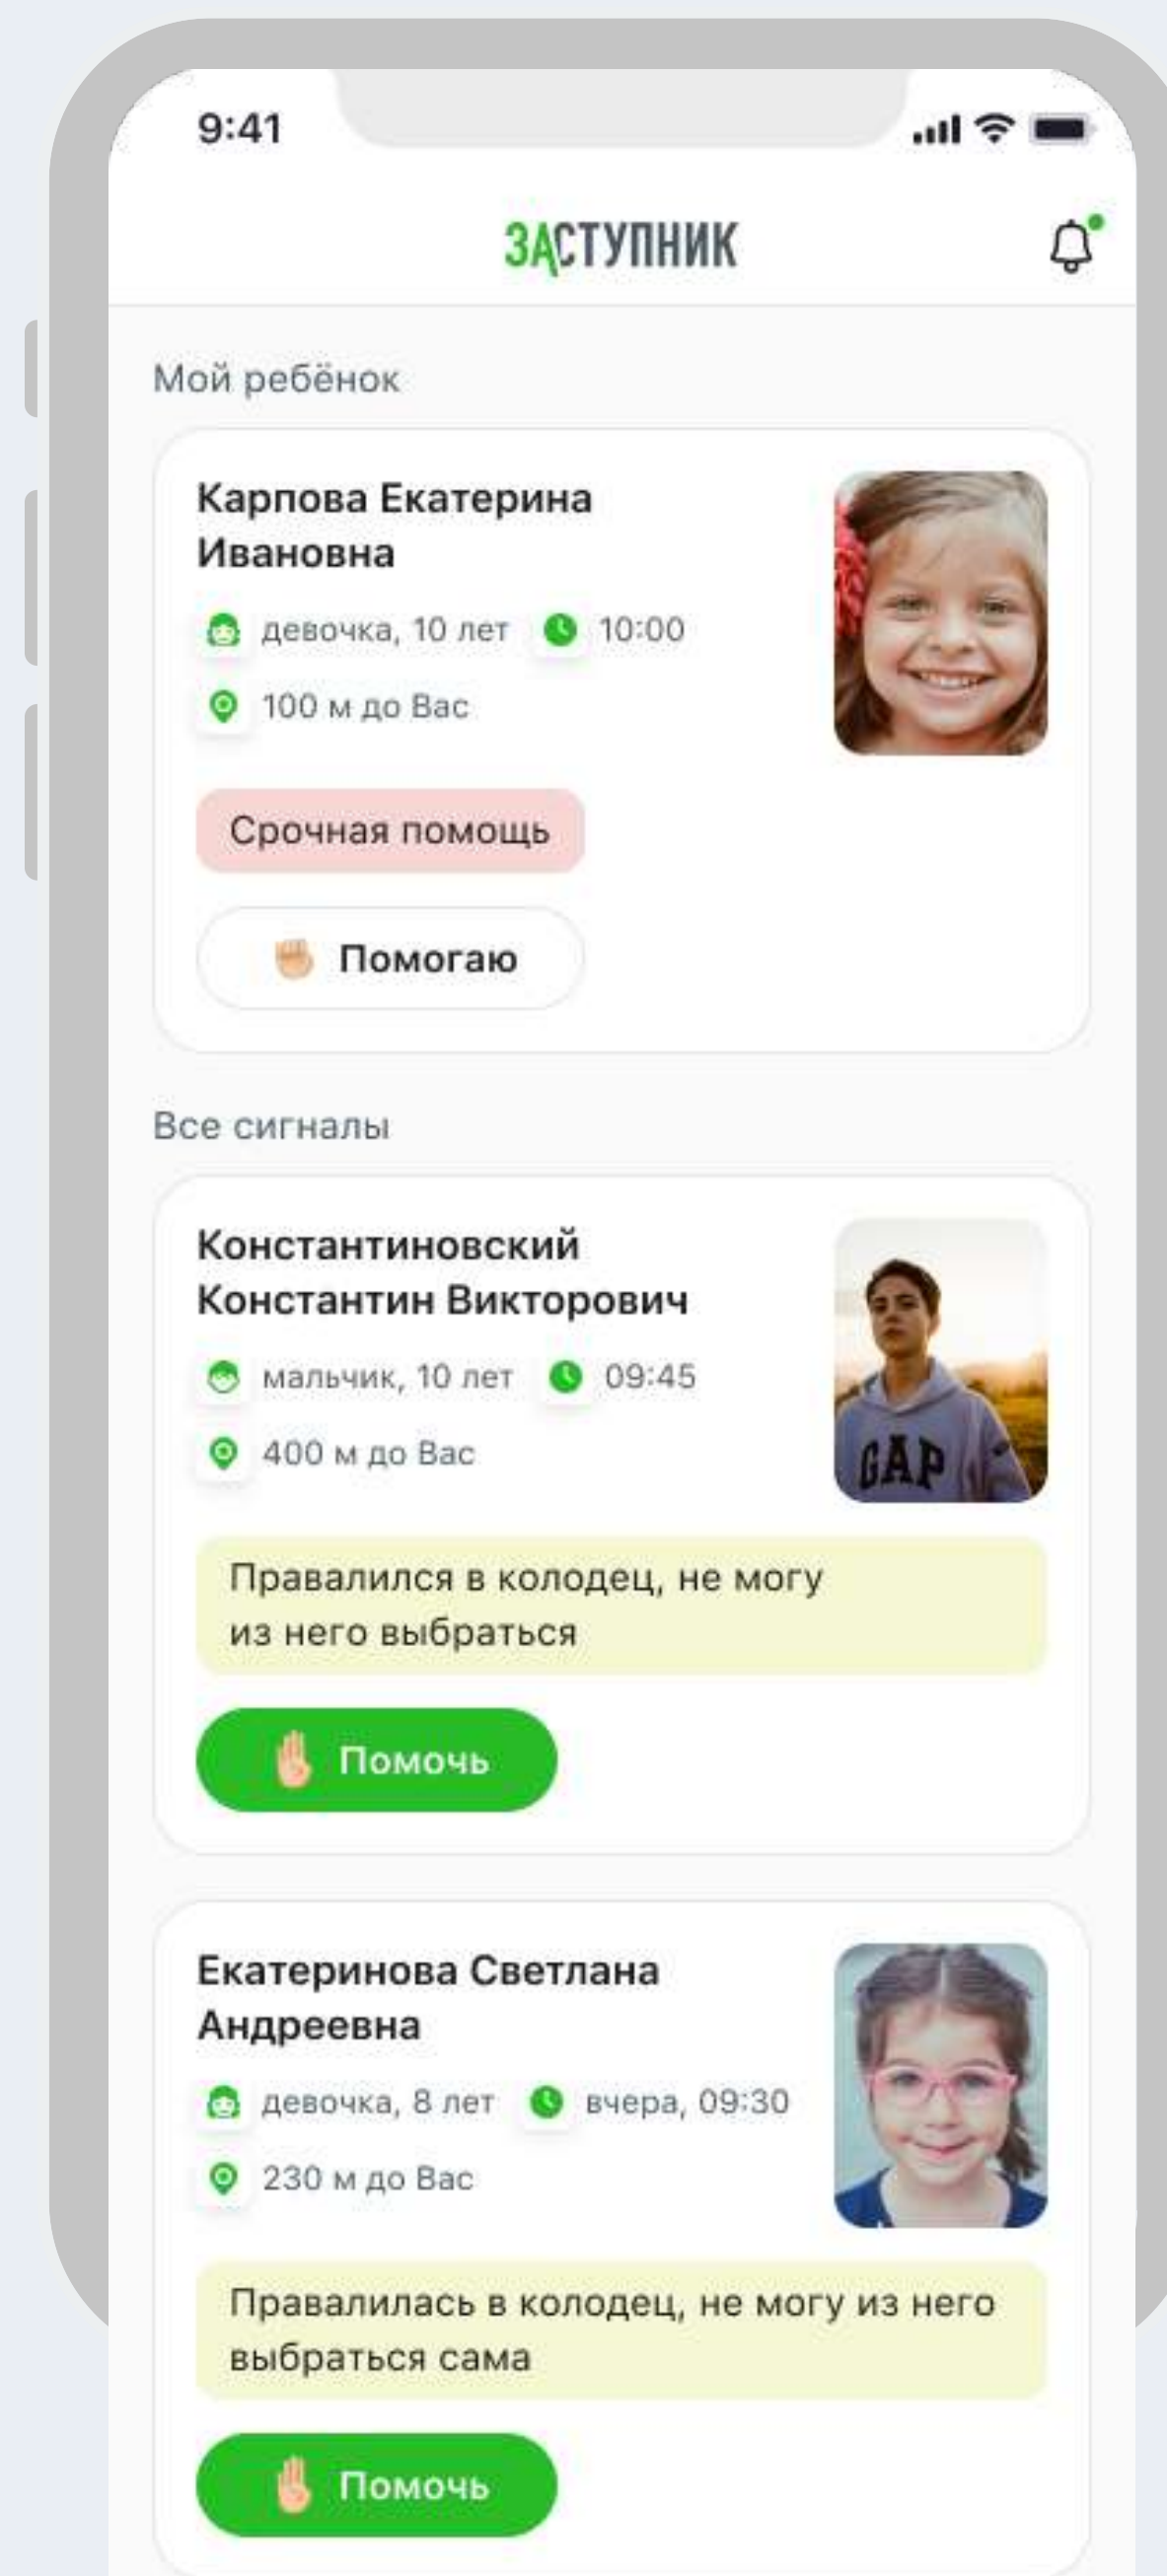 9:41
ЗАСТУПНИК
Мой ребёнок
Карпова Екатерина
Ивановна
девочка, 10 лет 10:00
100 м до Вас
Срочная помощь
Помогаю
Все сигналы
Константиновский
Константин Викторович
мальчик, 10 лет 09:45
400 м до Вас
GAP
Правалился в колодец, не могу
из него выбраться
Помочь
Екатеринова Светлана
Андреевна
девочка, 8 лет вчера, 09:30
230 м до Вас
Правалилась в колодец, не могу из него
выбраться сама
Помочь